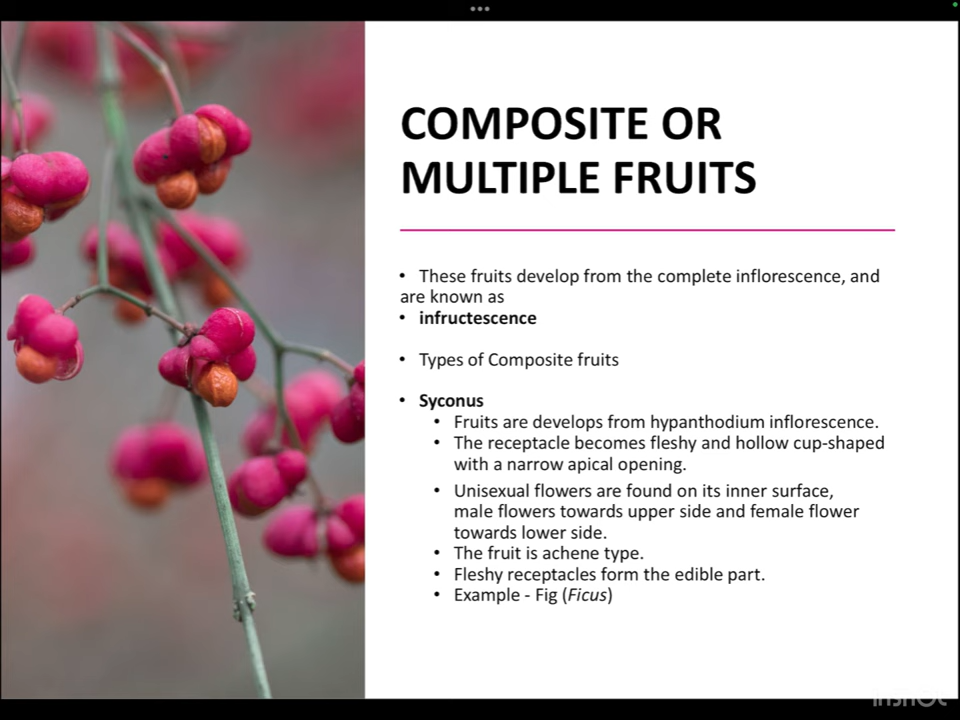 COMPOSITE OR
MULTIPLE FRUITS
• These fruits develop from the complete inflorescence, and
are known as
• infructescence
• Types of Composite fruits
• Syconus
• Fruits are develops from hypanthodium inflorescence.
• The receptacle becomes fleshy and hollow cup-shaped
with a narrow apical opening.
• Unisexual flowers are found on its inner surface,
male flowers towards upper side and female flower
towards lower side.
• The fruit is achene type.
• Fleshy receptacles form the edible part.
• Example - Fig (Ficus)
InShOt